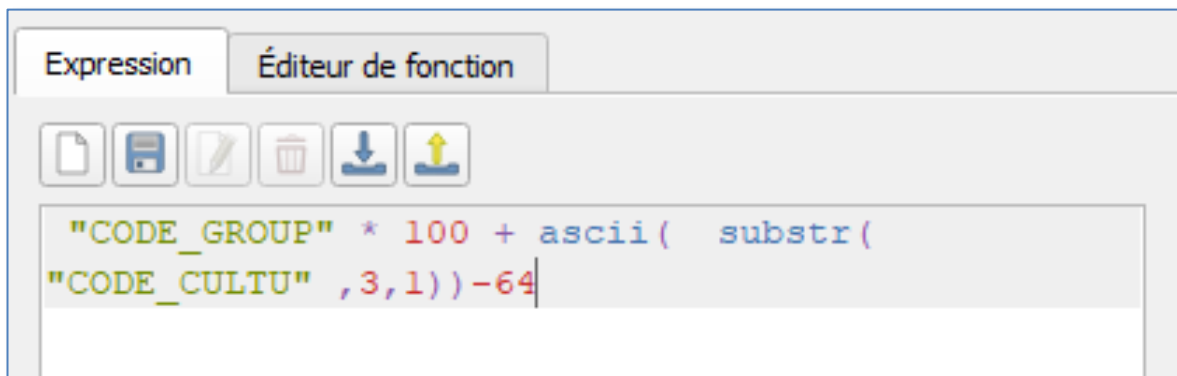 Expression
Éditeur de fonction
"CODE_GROUP" * 100 + ascii(  substr(
"CODE_CULTU" ,3,1))-64